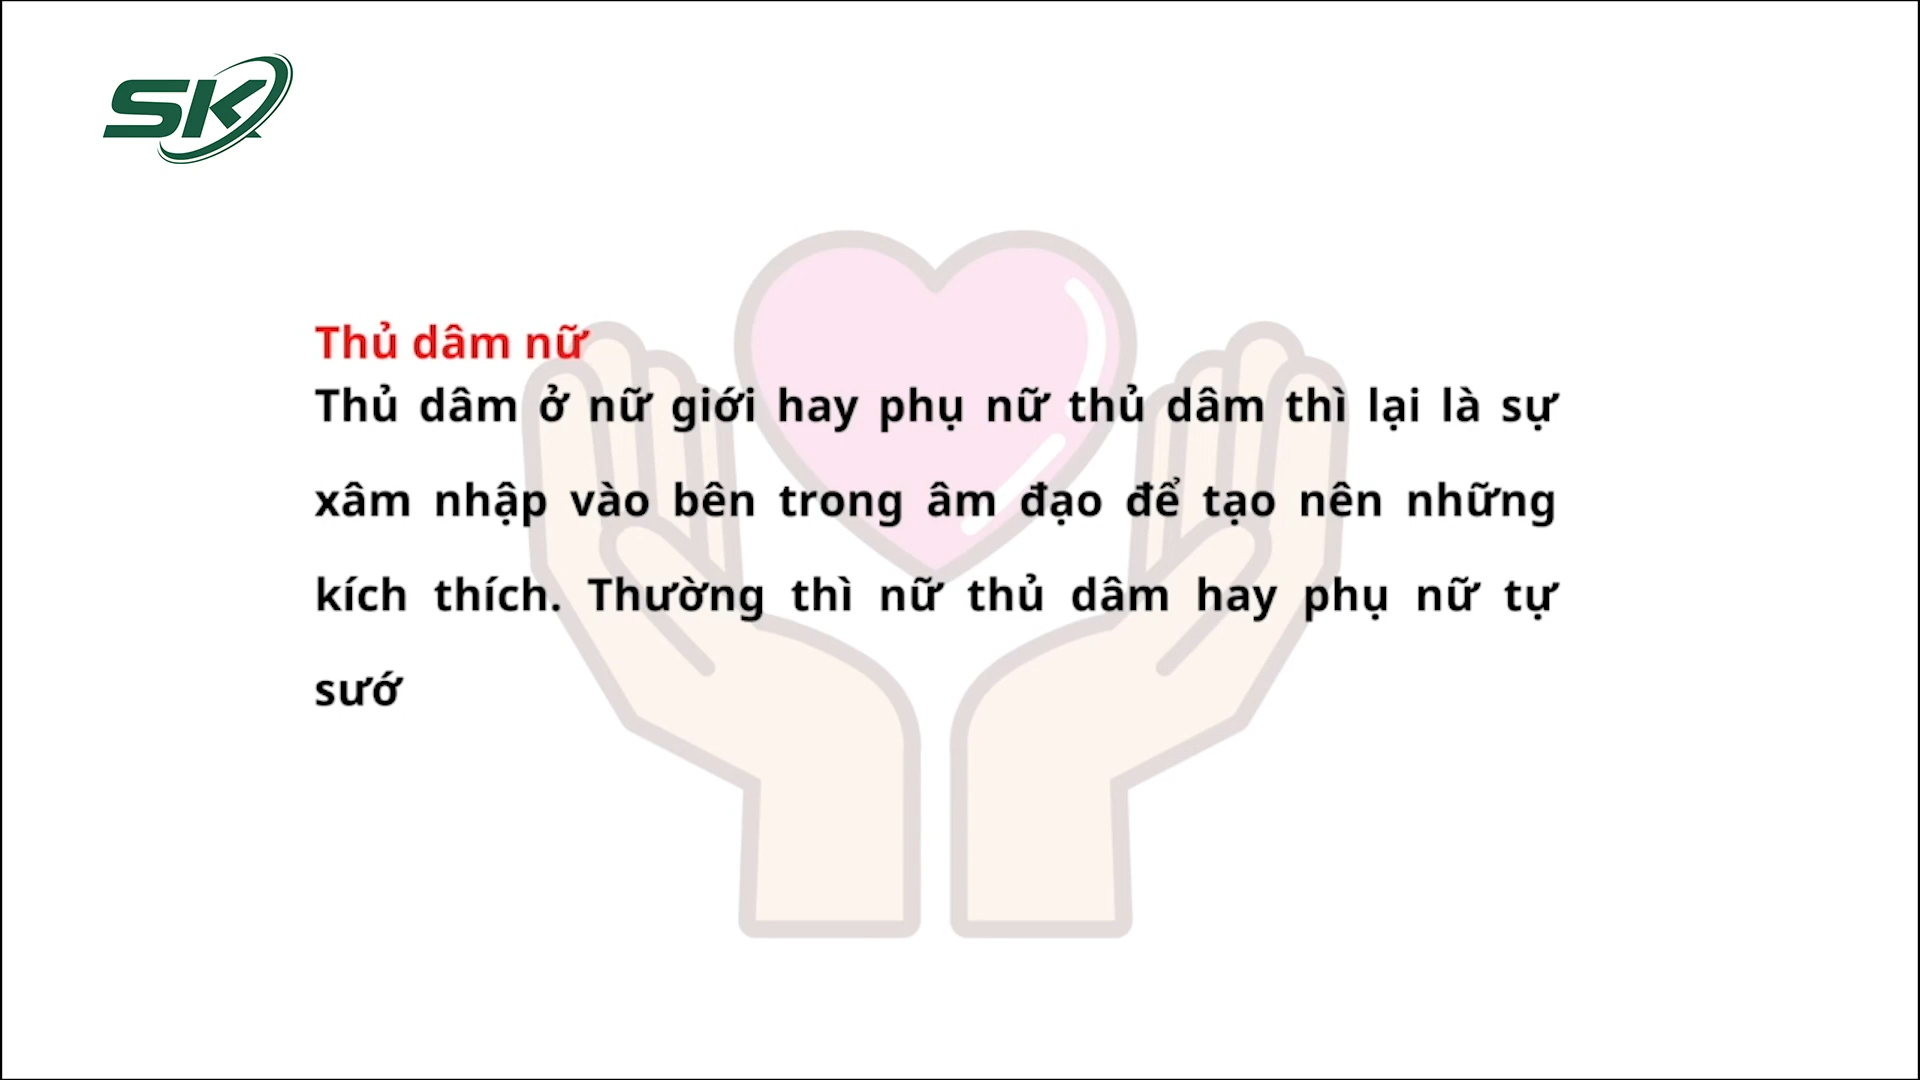 SK
Thủ dâm nữ
Thủ dâm ở nữ giới hay phụ nữ thủ dâm thì lại là sự
xâm nhập vào bên trong âm đạo để tạo nên những
kích thích. Thường thì nữ thủ dâm hay phụ nữ tự
sướ